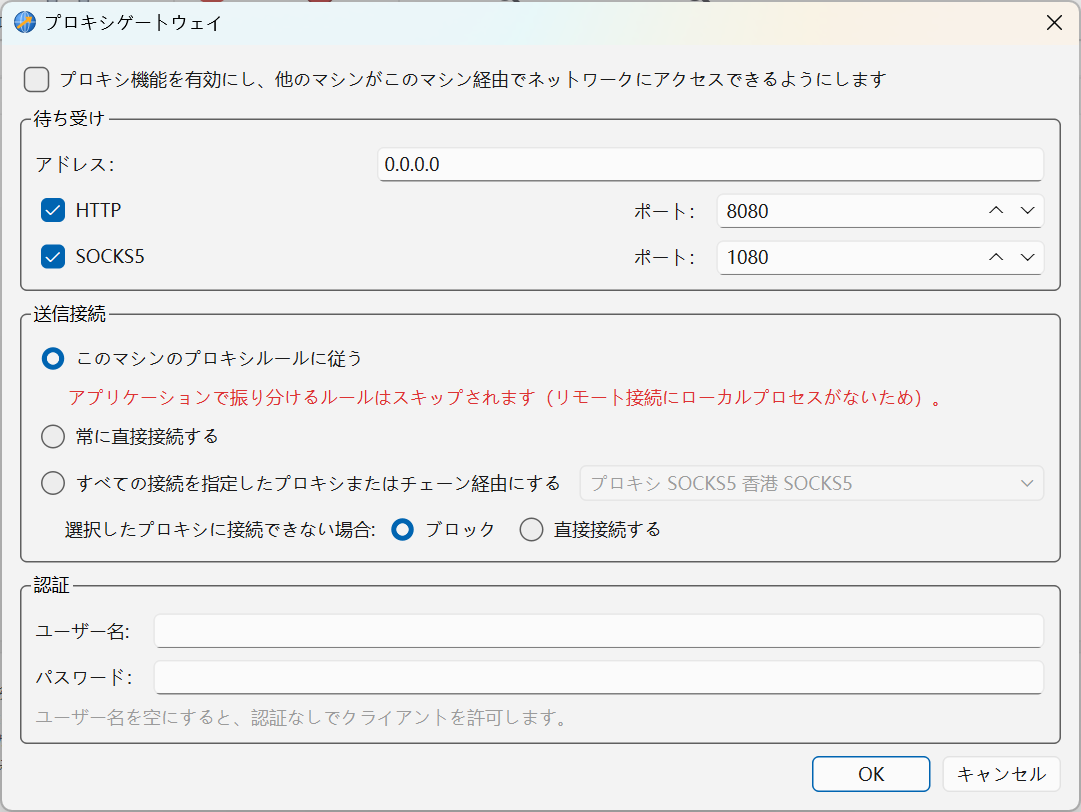 プロキシゲートウェイ
プロキシ機能を有効にし、他のマシンがこのマシン経由でネットワークにアクセスできるようにします
待ち受け
アドレス:
0.0.0.0
HTTP
ポート:
8080
SOCKS5
ポート:
1080
送信接続
このマシンのプロキシルールに従う
アプリケーションで振り分けるルールはスキップされます（リモート接続にローカルプロセスがないため）。
常に直接接続する
すべての接続を指定したプロキシまたはチェーン経由にする
プロキシ SOCKS5 香港 SOCKS5
選択したプロキシに接続できない場合:
ブロック
直接接続する
認証
ユーザー名:
パスワード:
ユーザー名を空にすると、認証なしでクライアントを許可します。
OK
キャンセル